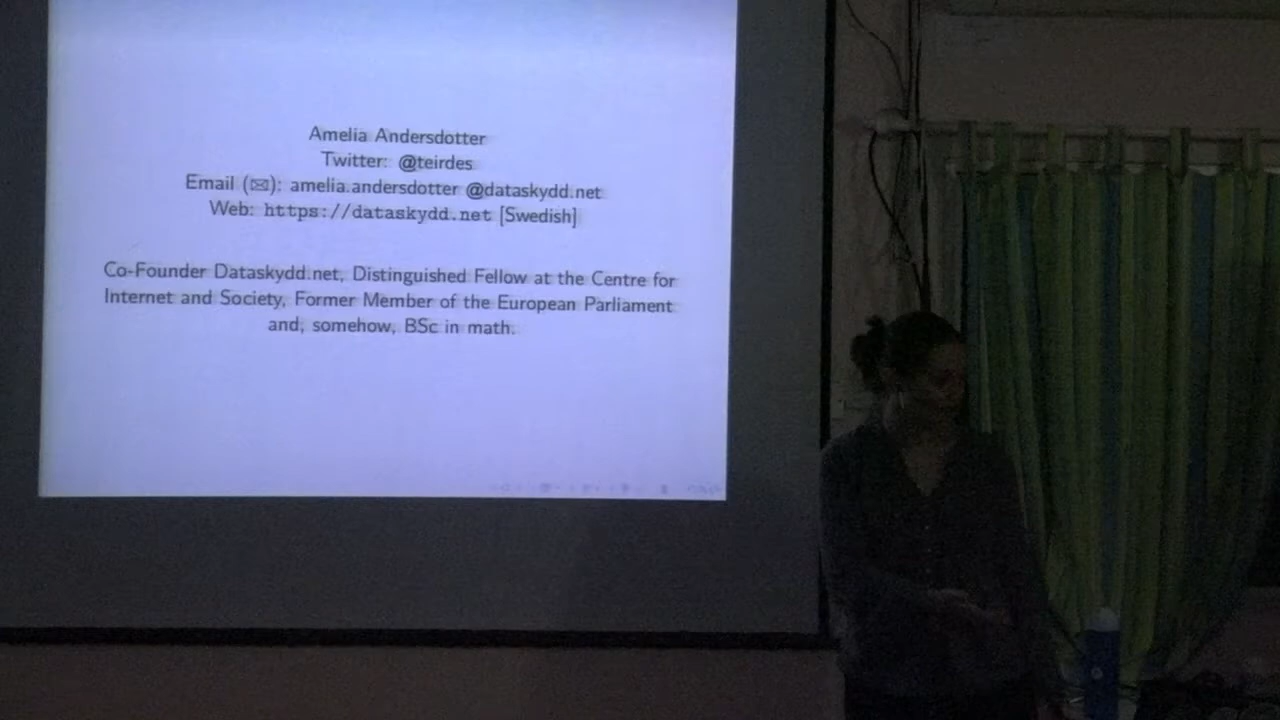 Amelia Andersdotter
Twitter: @teirdes
Email (✉): amelia.andersdotter @dataskydd.net
Web: https://dataskydd.net [Swedish]
Co-Founder Dataskydd.net, Distinguished Fellow at the Centre for
Internet and Society, Former Member of the European Parliament
and, somehow, BSc in math.